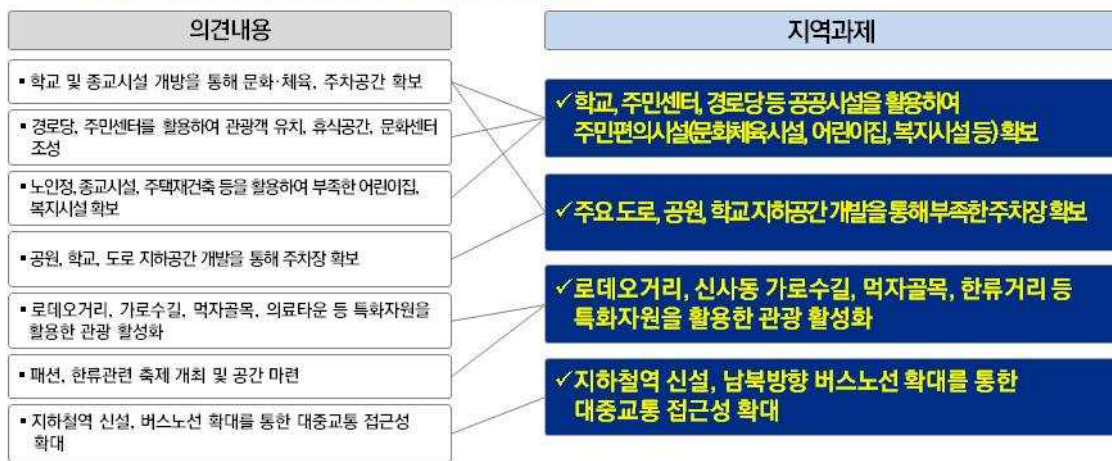 의견내용
▪ 학교 및 종교시설 개방을 통해 문화·체육, 주차공간 확보
▪ 경로당, 주민센터를 활용하여 관광객 유치, 휴식공간, 문화센터
조성
▪ 노인정, 종교시설, 주택재건축 등을 활용하여 부족한 어린이집,
복지시설 확보
▪ 공원, 학교, 도로 지하공간 개발을 통해 주차장 확보
▪ 로데오거리, 가로수길, 먹자골목, 의료타운 등 특화자원을
활용한 관광 활성화
▪ 패션, 한류관련 축제 개최 및 공간 마련
▪ 지하철역 신설, 버스노선 확대를 통한 대중교통 접근성
확대
지역과제
✓학교, 주민센터, 경로당 등 공공시설을 활용하여
주민편의시설(문화체육시설, 어린이집, 복지시설 등) 확보
✓주요 도로, 공원, 학교 지하공간 개발을 통해 부족한 주차장 확보
✓로데오거리, 신사동 가로수길, 먹자골목, 한류거리 등
특화자원을 활용한 관광 활성화
✓지하철역 신설, 남북방향 버스노선 확대를 통한
대중교통 접근성 확대